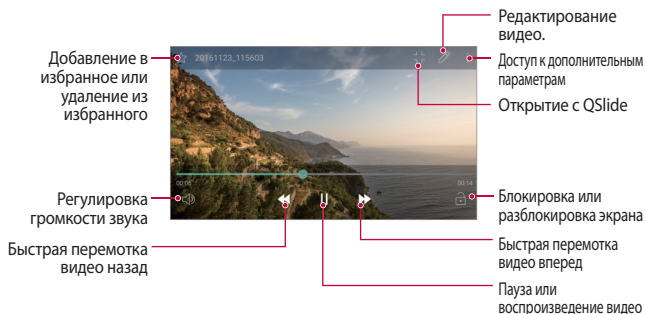 Редактирование
видео.
Добавление в
избранное или
удаление из
избранного
20161123_115603
Доступ к дополнительным
параметрам
Открытие с QSlide
00:06
00:14
Регулировка
громкости звука
Блокировка или
разблокировка экрана
Быстрая перемотка
видео назад
Быстрая перемотка
видео вперед
Пауза или
воспроизведение видео